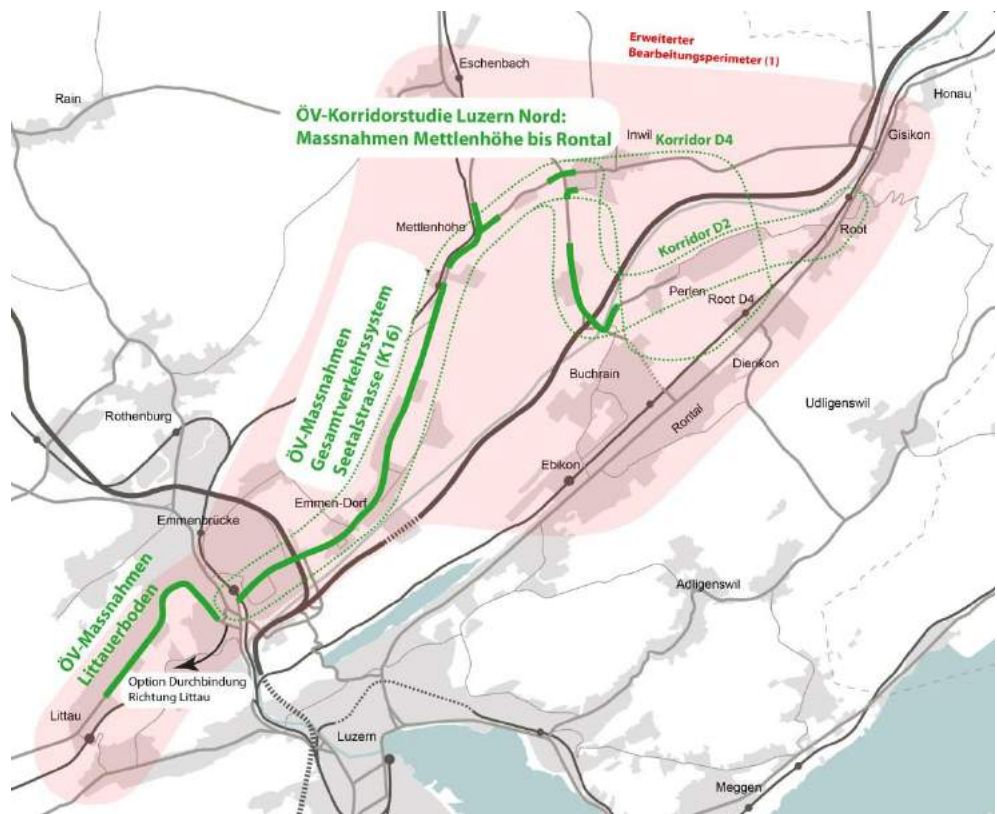 Erweiterter
Bearbeitungsperimeter (1)
Eschenbach
Rain
Honau
ÖV-Korridorstudie Luzern Nord:
Massnahmen Mettlenhöhe bis Rontal
Inwil
Korridor D4
Gisikon
Mettlenhöhe
Korridor D2
Root
Perlen
Root D4
ÖV-Massnahmen
Gesamtverkehrssystem
Seetalstrasse (K16)
Buchrain
Dierikon
Rontal
Udligenswil
Rothenburg
Ebikon
Emmen-Dorf
Emmenbrücke
Adligenswil
ÖV-Massnahmen
Littauerboden
Option Durchbindung
Richtung Littau
Littau
Luzern
Meggen